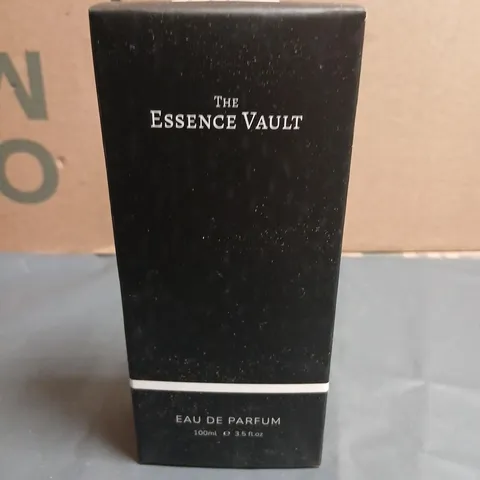 THE
ESSENCE VAULT
EAU DE PARFUM
100ml ℮ 3.5 fl.oz